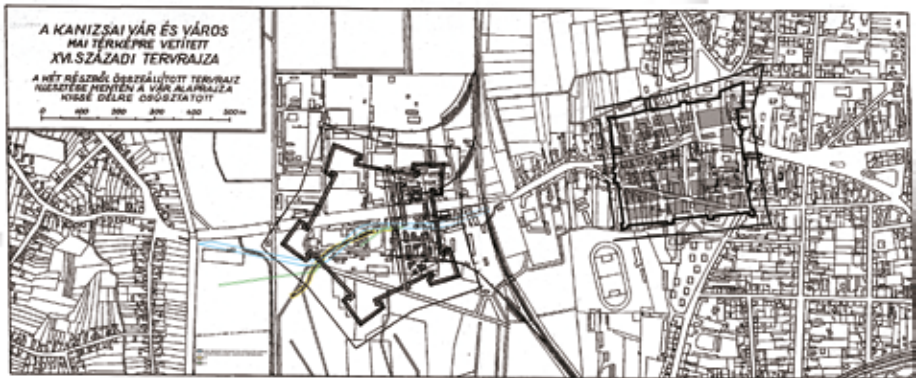 A KANIZSAI VÁR ÉS VÁROS
MAI TÉRKÉPRE VETÍTETT
XVI. SZÁZADI TERVRAJZA
A KÉT RÉSZBŐL ÖSSZEÁLLÍTOTT TERVRAJZ
ILLESZTÉSE MENTÉN A VÁR ALAPRAJZA
KISSÉ DÉLRE CSÚSZTATOTT
0 100 200 300 400 500 m